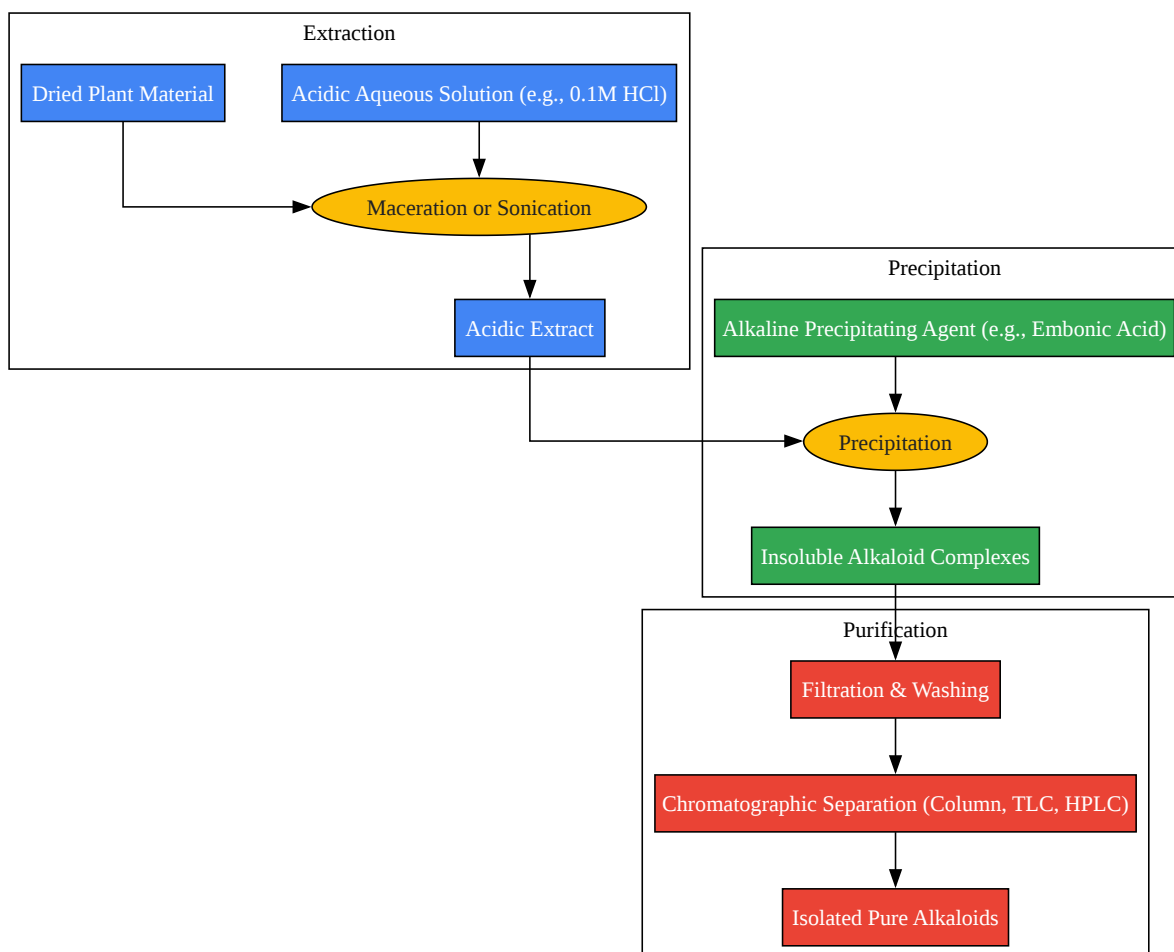 Extraction
Dried Plant Material
Acidic Aqueous Solution (e.g., 0.1M HCl)
Maceration or Sonication
Acidic Extract
Precipitation
Alkaline Precipitating Agent (e.g., Embonic Acid)
Precipitation
Insoluble Alkaloid Complexes
Purification
Filtration & Washing
Chromatographic Separation (Column, TLC, HPLC)
Isolated Pure Alkaloids